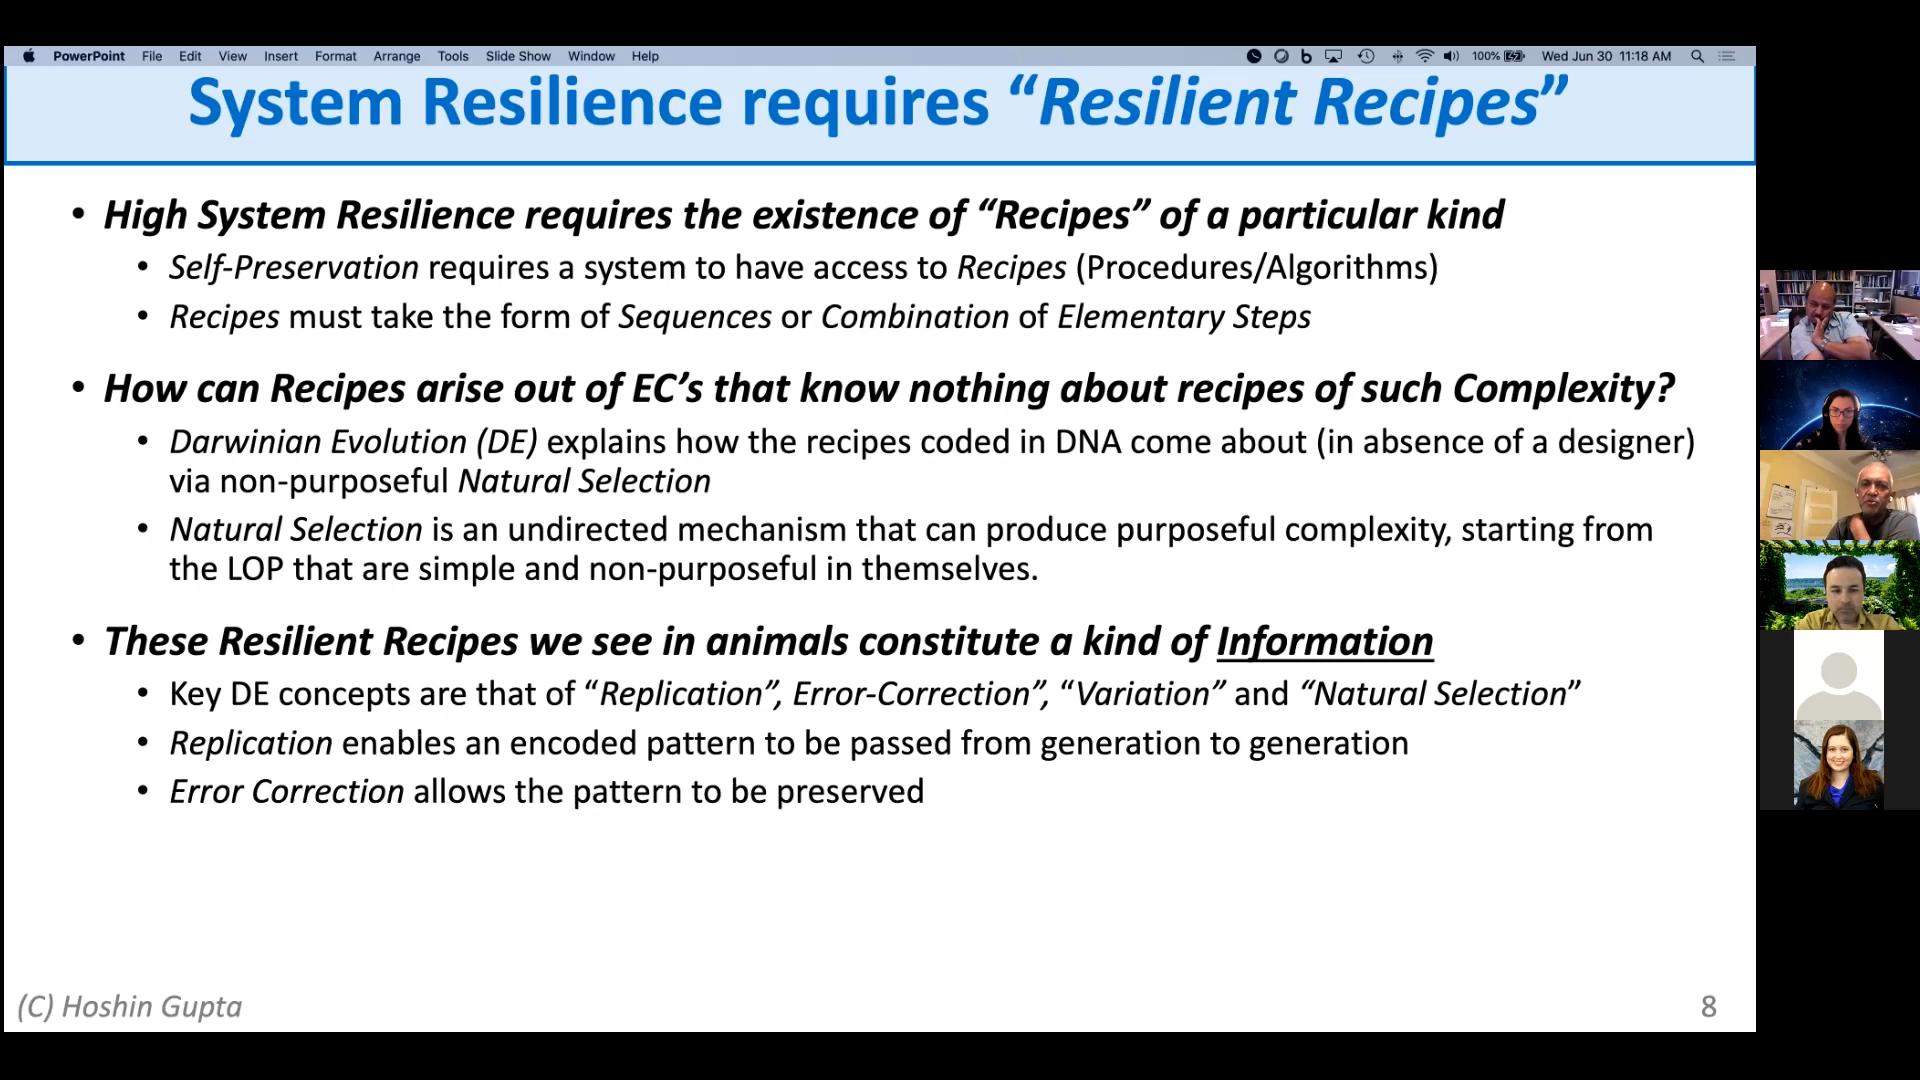 PowerPoint File Edit View Insert Format Arrange Tools Slide Show Window Help 100% Wed Jun 30 11:18 AM
System Resilience requires “Resilient Recipes”
• High System Resilience requires the existence of “Recipes” of a particular kind
• Self-Preservation requires a system to have access to Recipes (Procedures/Algorithms)
• Recipes must take the form of Sequences or Combination of Elementary Steps
• How can Recipes arise out of EC’s that know nothing about recipes of such Complexity?
• Darwinian Evolution (DE) explains how the recipes coded in DNA come about (in absence of a designer)
via non-purposeful Natural Selection
• Natural Selection is an undirected mechanism that can produce purposeful complexity, starting from
the LOP that are simple and non-purposeful in themselves.
• These Resilient Recipes we see in animals constitute a kind of Information
• Key DE concepts are that of “Replication”, Error-Correction”, “Variation” and “Natural Selection”
• Replication enables an encoded pattern to be passed from generation to generation
• Error Correction allows the pattern to be preserved
(C) Hoshin Gupta
8